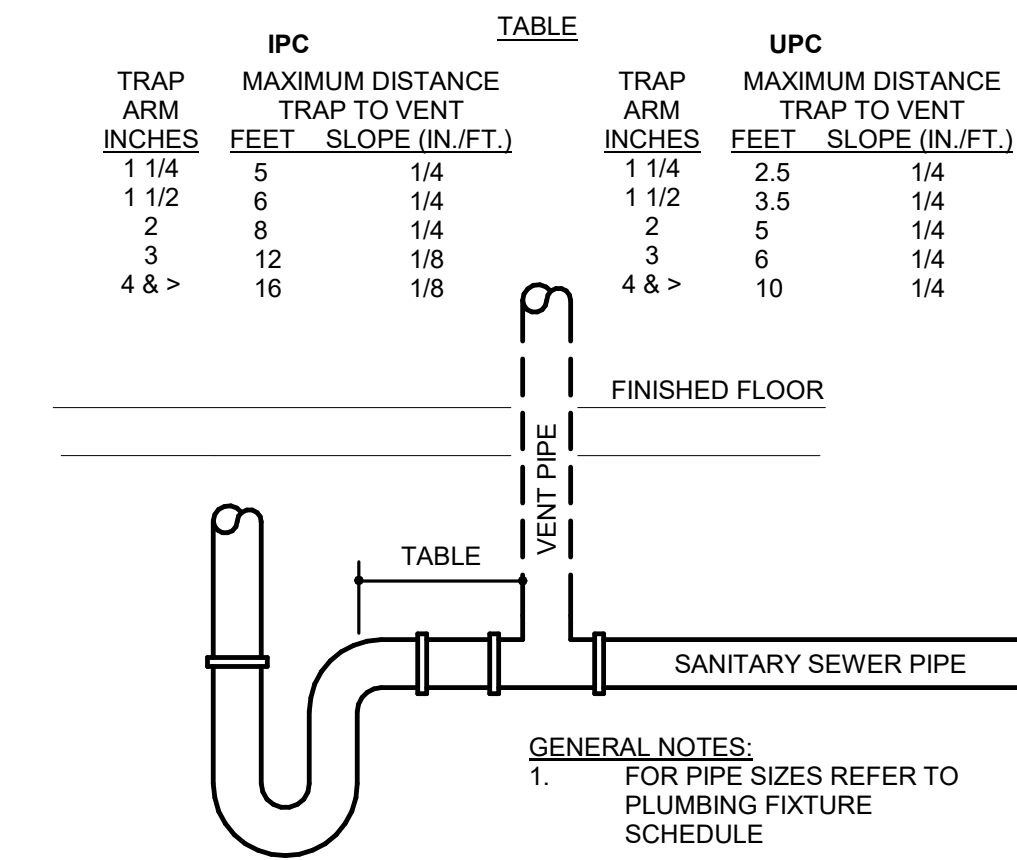 TABLE
IPC
TRAP MAXIMUM DISTANCE
ARM TRAP TO VENT
INCHES FEET SLOPE (IN./FT.)
1 1/4 5 1/4
1 1/2 6 1/4
2 8 1/4
3 12 1/8
4 & > 16 1/8
UPC
TRAP MAXIMUM DISTANCE
ARM TRAP TO VENT
INCHES FEET SLOPE (IN./FT.)
1 1/4 2.5 1/4
1 1/2 3.5 1/4
2 5 1/4
3 6 1/4
4 & > 10 1/4
FINISHED FLOOR
VENT PIPE
TABLE
SANITARY SEWER PIPE
GENERAL NOTES:
1. FOR PIPE SIZES REFER TO
PLUMBING FIXTURE
SCHEDULE